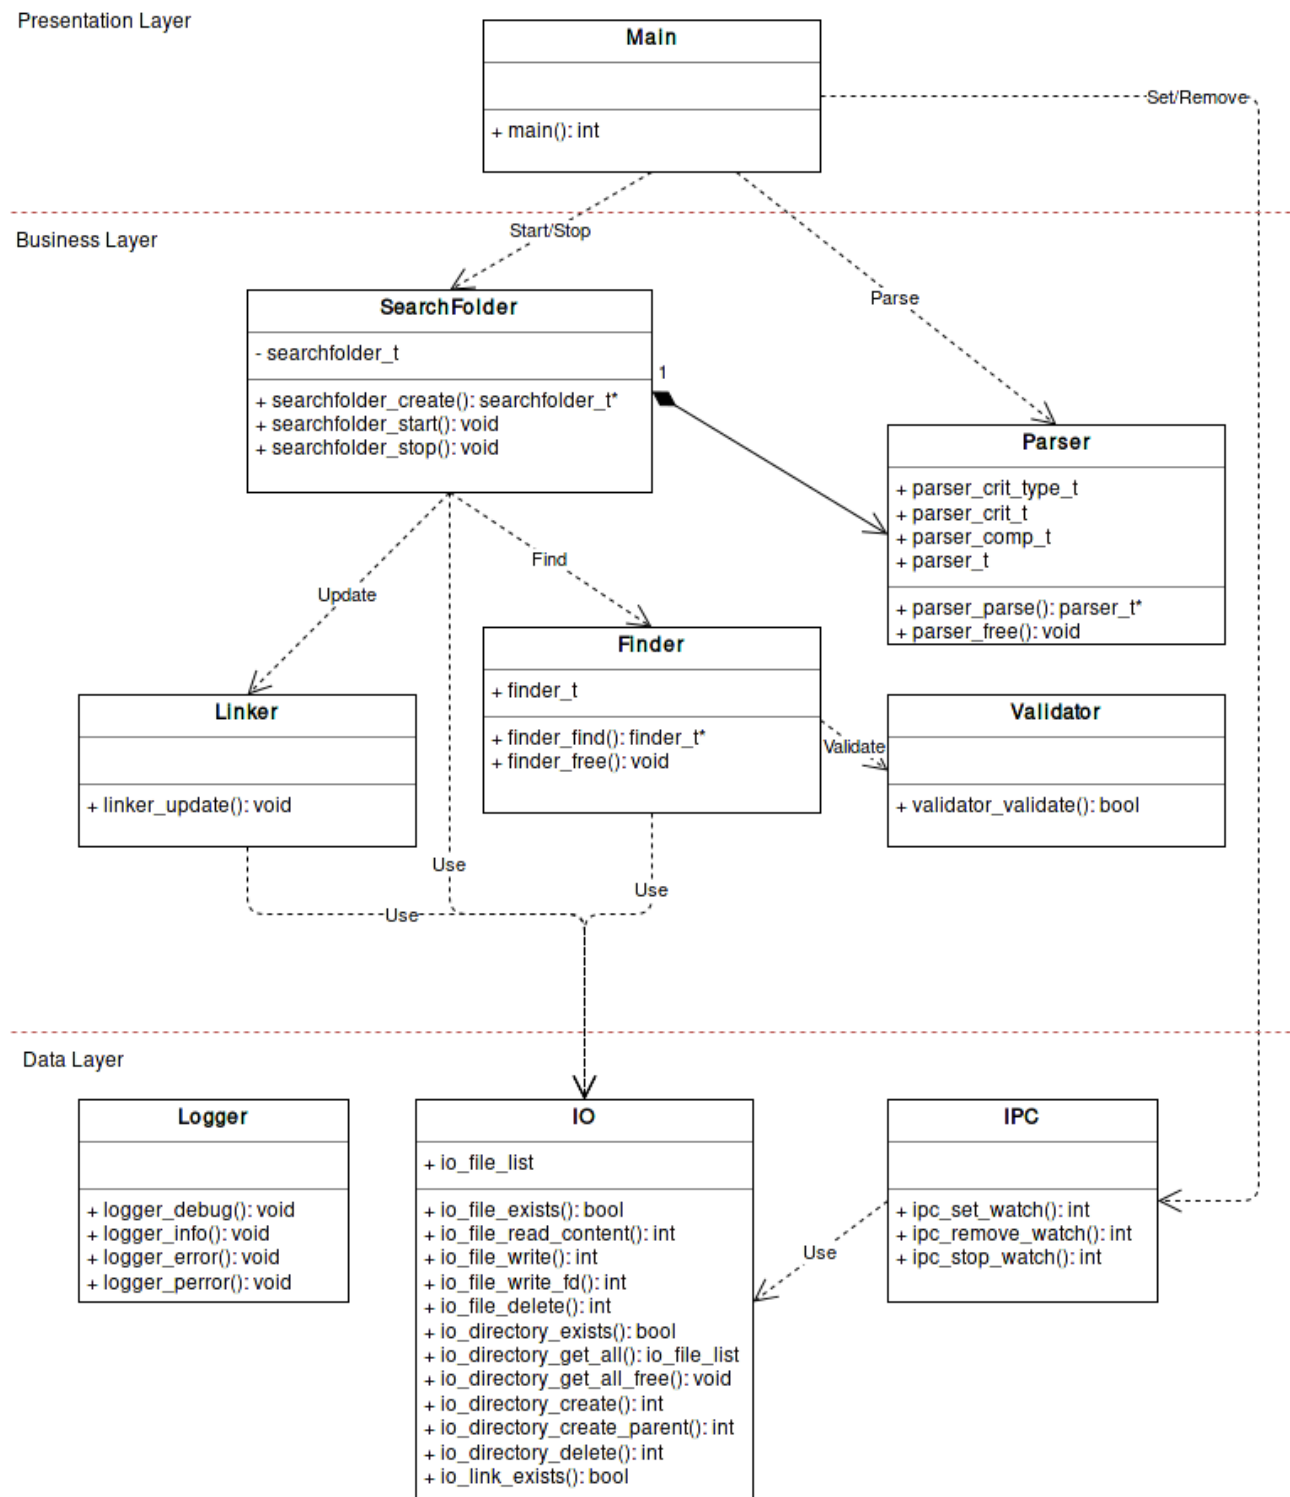 Presentation Layer
Main
+ main(): int
Set/Remove
Business Layer
Start/Stop
Parse
SearchFolder
- searchfolder_t
+ searchfolder_create(): searchfolder_t*
+ searchfolder_start(): void
+ searchfolder_stop(): void
1
Parser
+ parser_crit_type_t
+ parser_crit_t
+ parser_comp_t
+ parser_t
+ parser_parse(): parser_t*
+ parser_free(): void
Update
Find
Linker
+ linker_update(): void
Finder
+ finder_t
+ finder_find(): finder_t*
+ finder_free(): void
Validate
Validator
+ validator_validate(): bool
Use
Use
Use
Data Layer
Logger
+ logger_debug(): void
+ logger_info(): void
+ logger_error(): void
+ logger_perror(): void
IO
+ io_file_list
+ io_file_exists(): bool
+ io_file_read_content(): int
+ io_file_write(): int
+ io_file_write_fd(): int
+ io_file_delete(): int
+ io_directory_exists(): bool
+ io_directory_get_all(): io_file_list
+ io_directory_get_all_free(): void
+ io_directory_create(): int
+ io_directory_create_parent(): int
+ io_directory_delete(): int
+ io_link_exists(): bool
Use
IPC
+ ipc_set_watch(): int
+ ipc_remove_watch(): int
+ ipc_stop_watch(): int